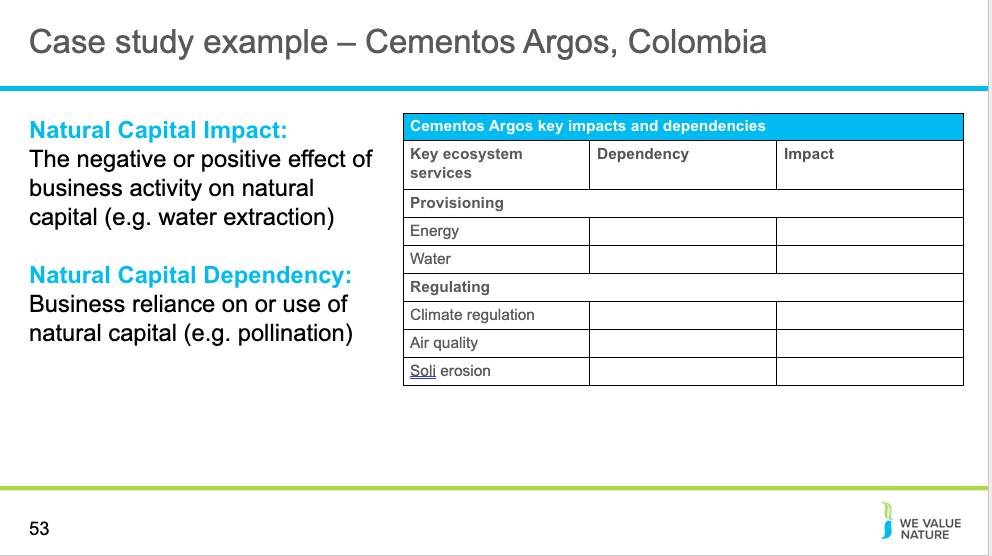 Case study example – Cementos Argos, Colombia
Natural Capital Impact:
The negative or positive effect of
business activity on natural
capital (e.g. water extraction)
Natural Capital Dependency:
Business reliance on or use of
natural capital (e.g. pollination)
Cementos Argos key impacts and dependencies
Key ecosystem
services
Dependency
Impact
Provisioning
Energy
Water
Regulating
Climate regulation
Air quality
Soli erosion
53
WE VALUE
NATURE